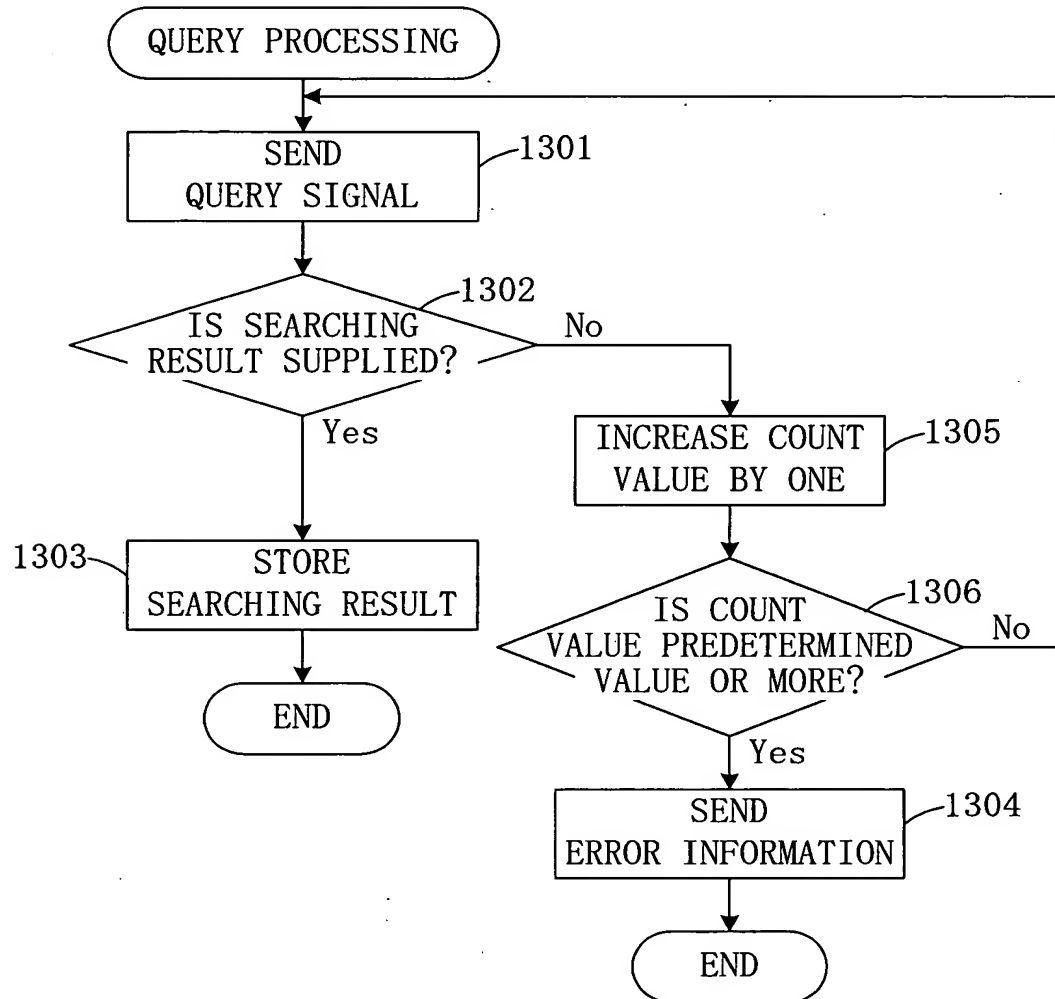 QUERY PROCESSING
SEND
QUERY SIGNAL
1301
IS SEARCHING
RESULT SUPPLIED?
1302
No
Yes
INCREASE COUNT
VALUE BY ONE
1305
1303
STORE
SEARCHING RESULT
IS COUNT
VALUE PREDETERMINED
VALUE OR MORE?
1306
No
END
Yes
SEND
ERROR INFORMATION
1304
END